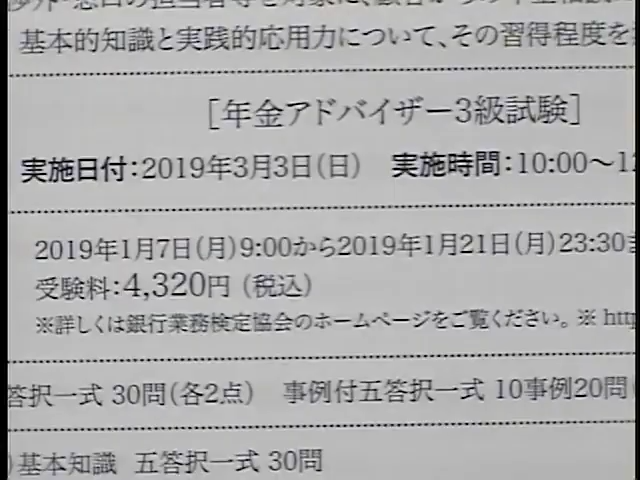 基本的知識と実践的応用力について、その習得程度を
[年金アドバイザー3級試験]
実施日付:2019年3月3日(日) 実施時間:10:00〜12
2019年1月7日(月)9:00から2019年1月21日(月)23:30
受験料:4,320円 (税込)
※詳しくは銀行業務検定協会のホームページをご覧ください。※ http
答択一式 30問(各2点) 事例付五答択一式 10事例20問
)基本知識 五答択一式 30問